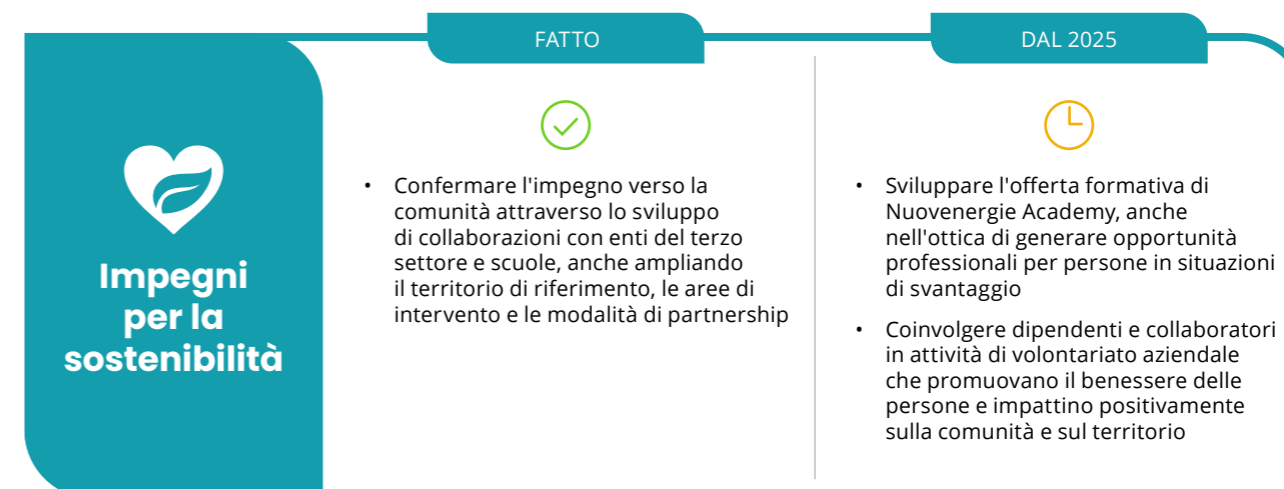 FATTO
DAL 2025
Impegni
per la
sostenibilità
• Confermare l'impegno verso la
comunità attraverso lo sviluppo
di collaborazioni con enti del terzo
settore e scuole, anche ampliando
il territorio di riferimento, le aree di
intervento e le modalità di partnership
• Sviluppare l'offerta formativa di
Nuovenergie Academy, anche
nell'ottica di generare opportunità
professionali per persone in situazioni
di svantaggio
• Coinvolgere dipendenti e collaboratori
in attività di volontariato aziendale
che promuovano il benessere delle
persone e impattino positivamente
sulla comunità e sul territorio